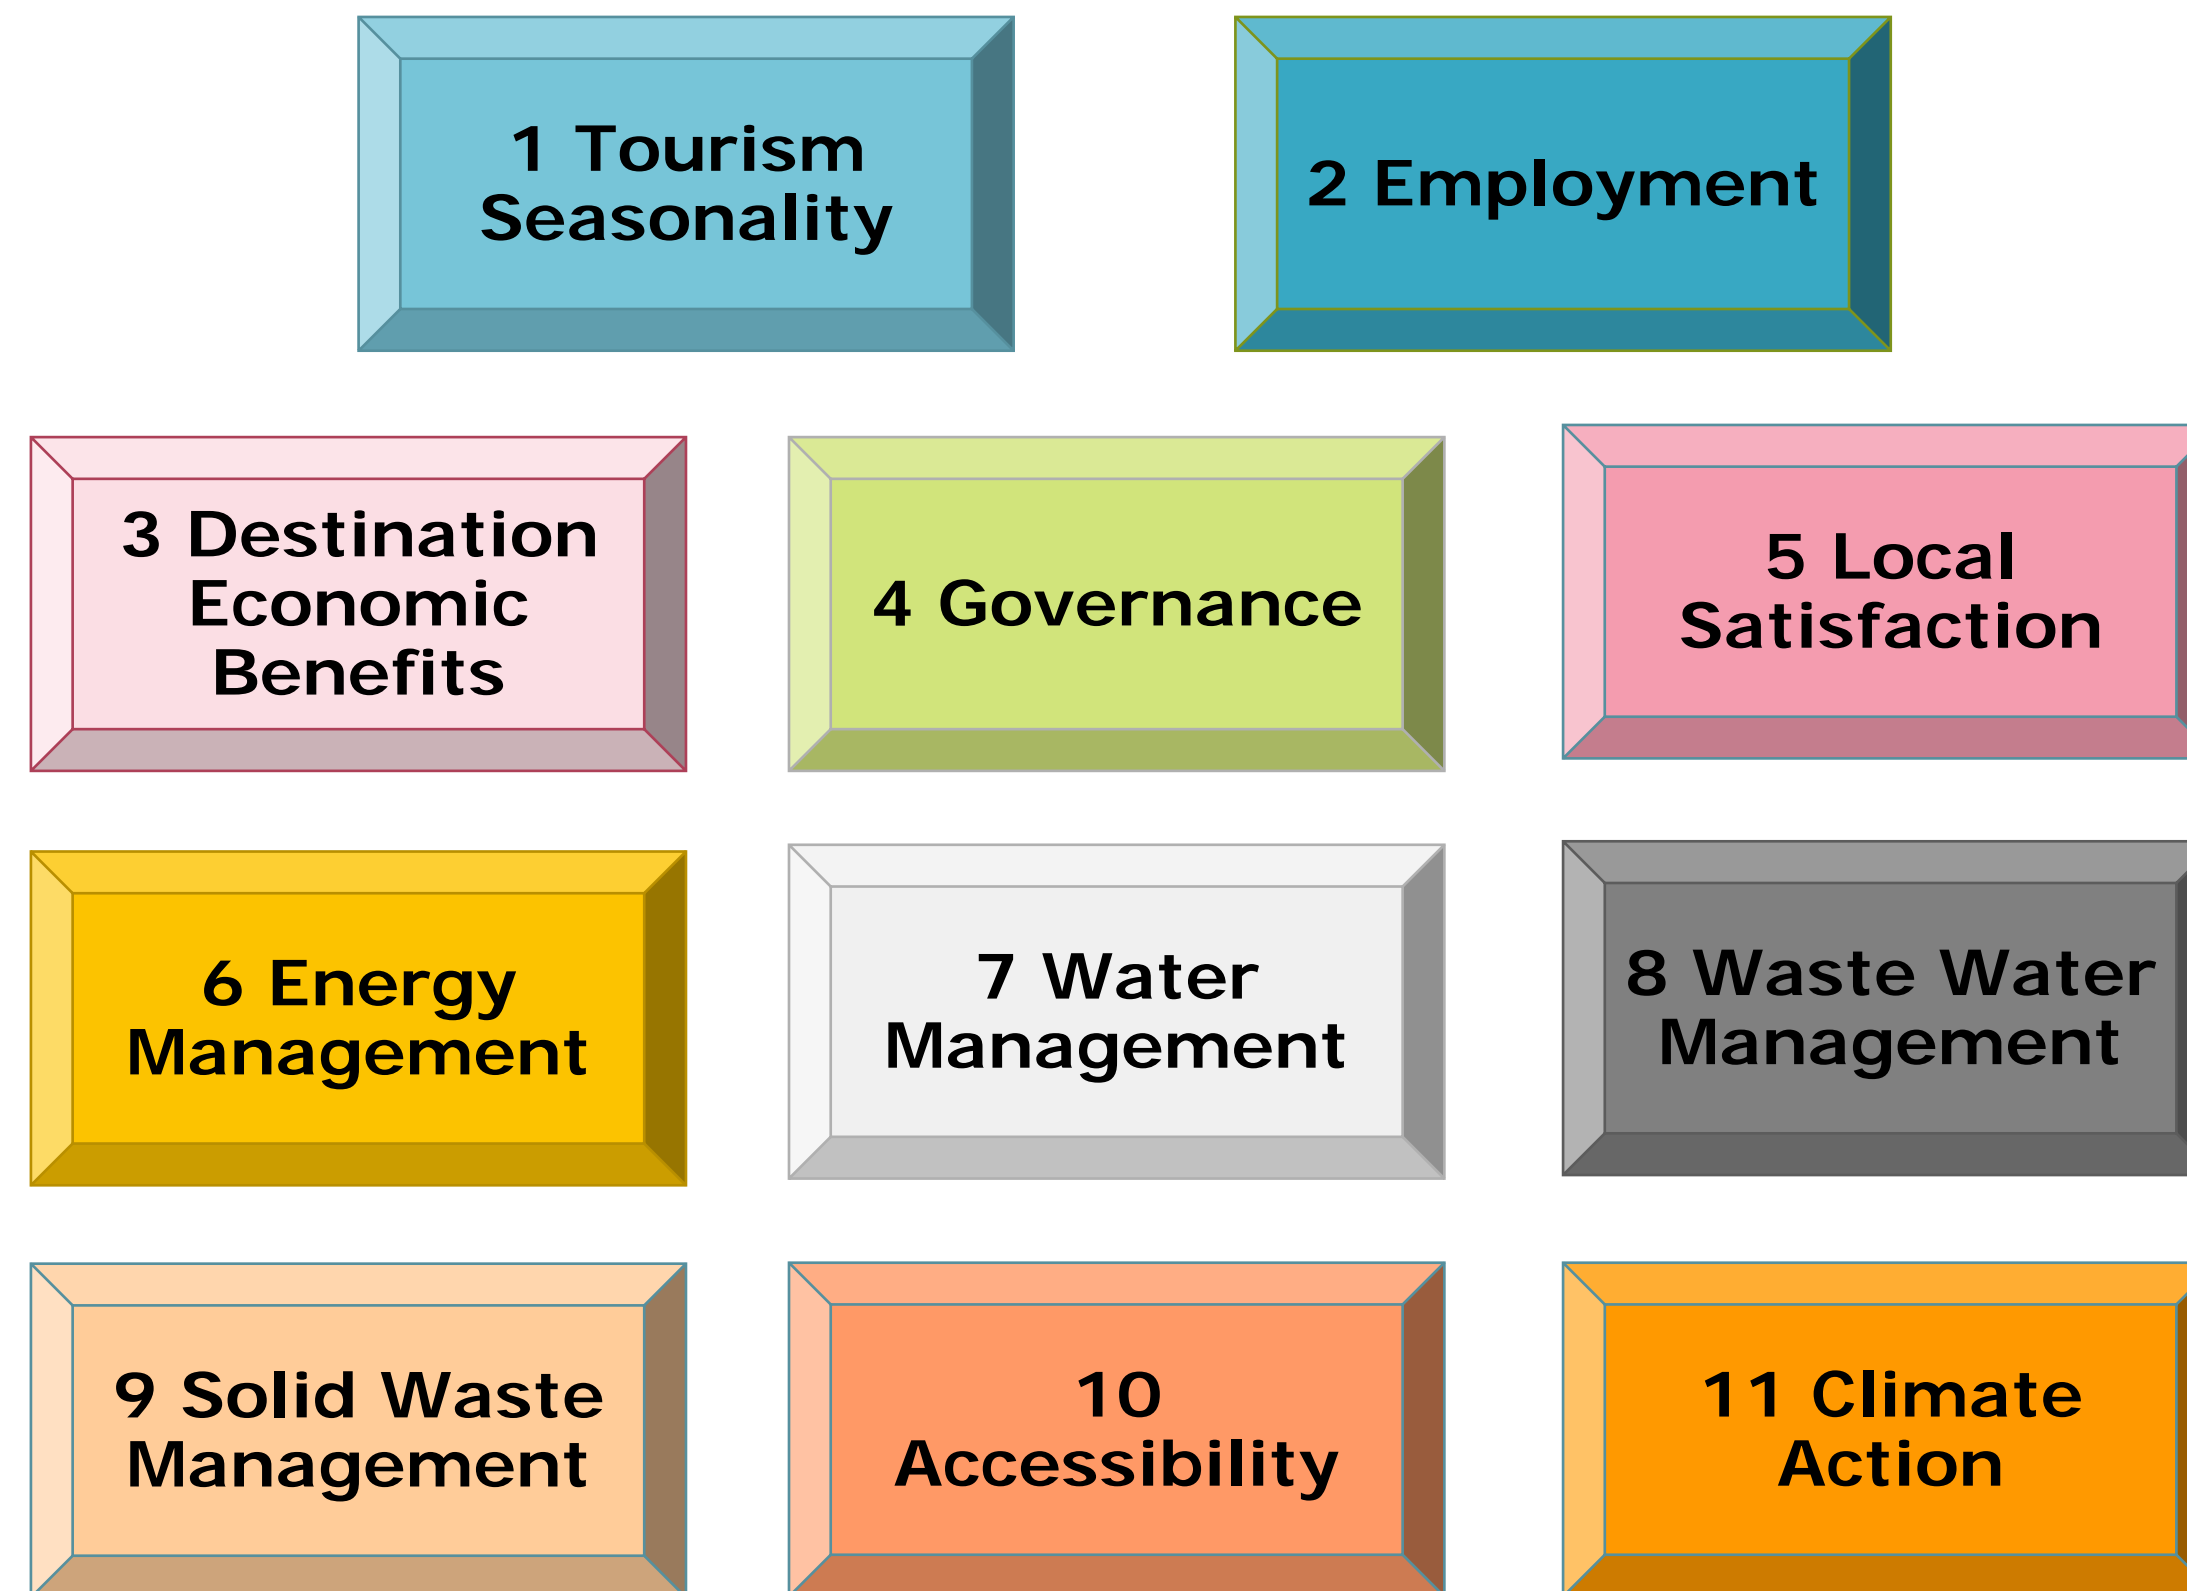 1 Tourism
Seasonality
2 Employment
3 Destination
Economic
Benefits
4 Governance
5 Local
Satisfaction
6 Energy
Management
7 Water
Management
8 Waste Water
Management
9 Solid Waste
Management
10
Accessibility
11 Climate
Action